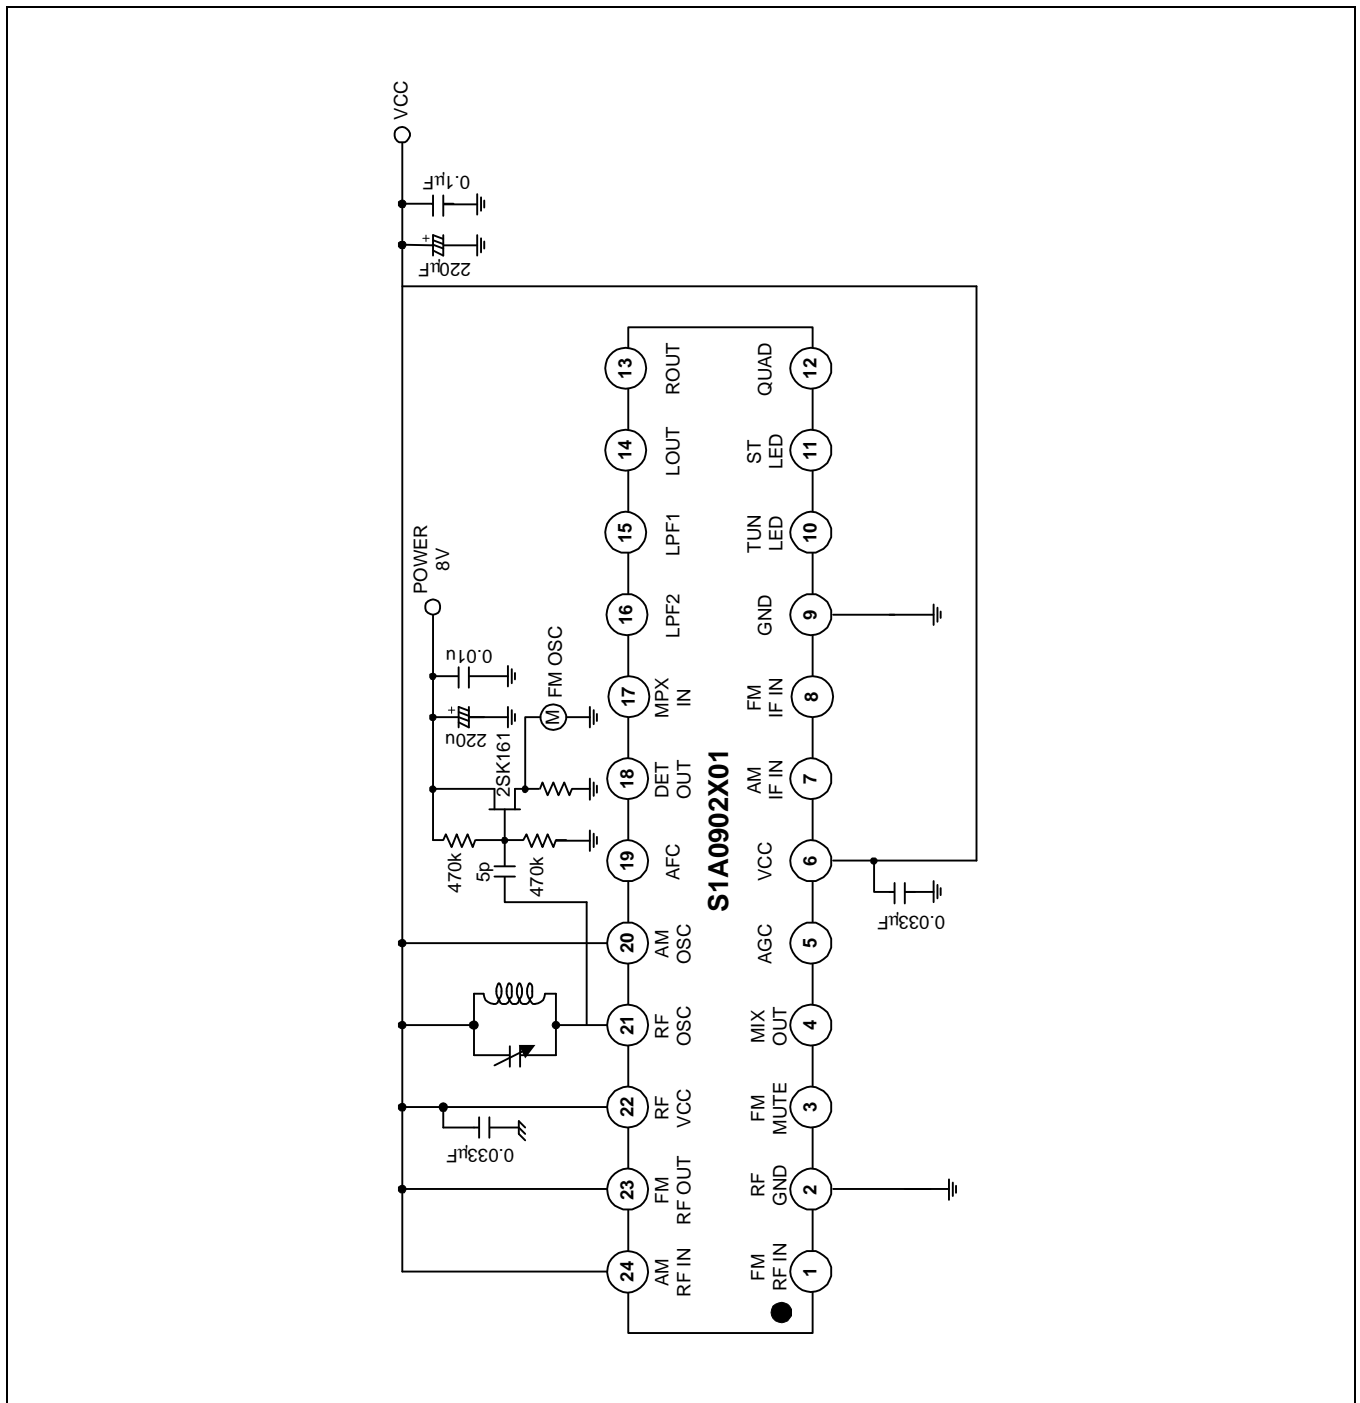 VCC
0.1µF
220µF
POWER
8V
0.01u
220u
2SK161
M
FM OSC
470k
5p
470k
0.033µF
0.033µF
S1A0902X01
13
ROUT
14
LOUT
15
LPF1
16
LPF2
17
MPX
IN
18
DET
OUT
19
AFC
20
AM
OSC
21
RF
OSC
22
RF
VCC
23
FM
RF OUT
24
AM
RF IN
QUAD
12
ST
LED
11
TUN
LED
10
GND
9
FM
IF IN
8
AM
IF IN
7
VCC
6
AGC
5
MIX
OUT
4
FM
MUTE
3
RF
GND
2
FM
RF IN
1
+
+